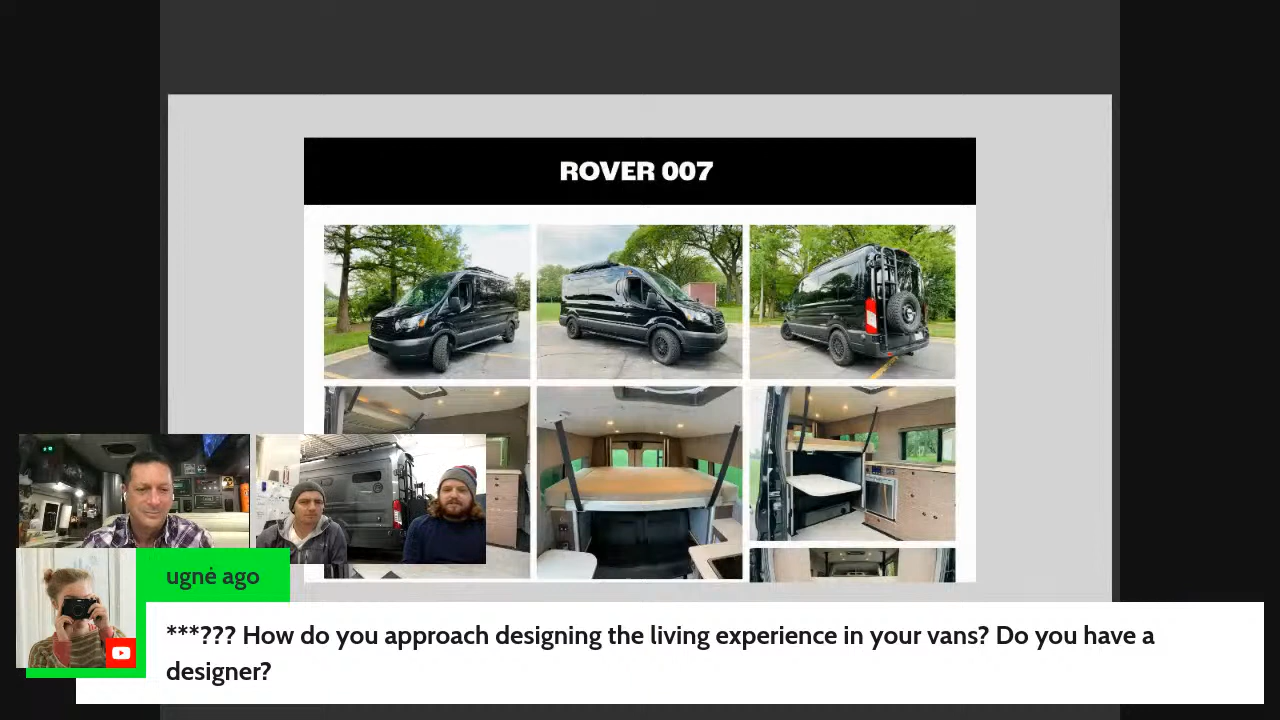 ROVER 007
ugnė ago
***??? How do you approach designing the living experience in your vans? Do you have a
designer?